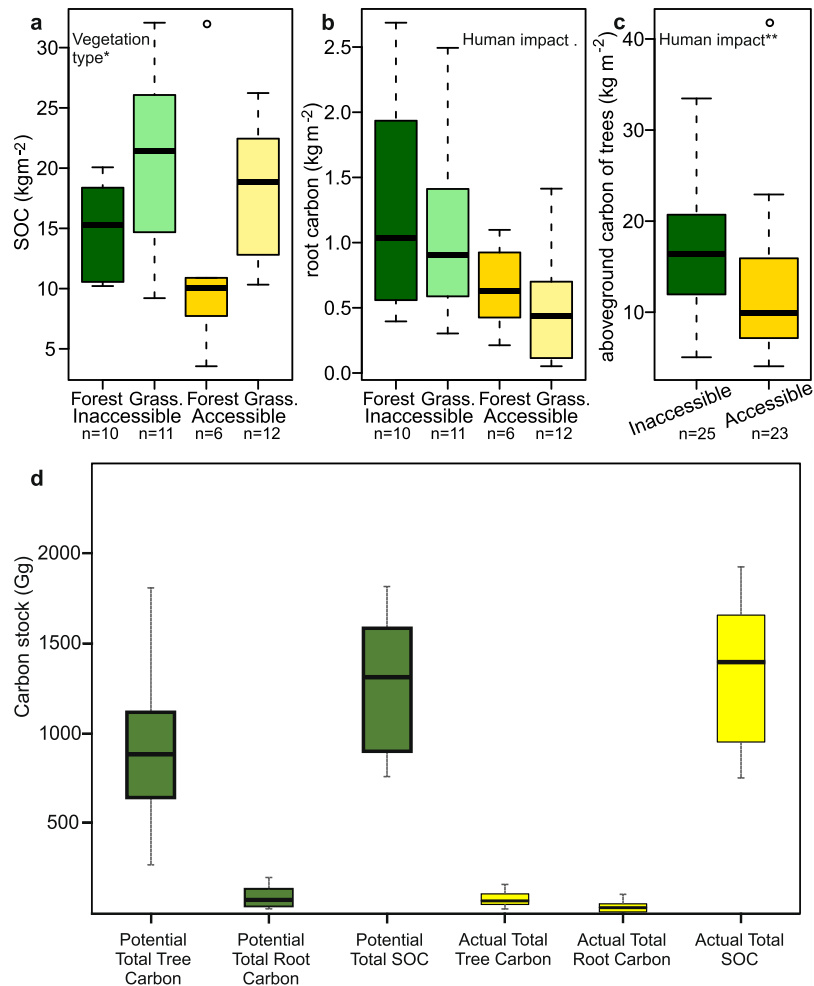 a
Vegetation
type*
SOC (kgm-2)
30
25
20
15
10
5
Forest Grass. Forest Grass.
Inaccessible Accessible
n=10 n=11 n=6 n=12
b
Human impact .
root carbon (kgm-2)
2.5
2.0
1.5
1.0
0.5
0.0
Forest Grass. Forest Grass.
Inaccessible Accessible
n=10 n=11 n=6 n=12
c
Human impact**
aboveground carbon of trees (kg m-2)
40
30
20
10
Inaccessible Accessible
n=25 n=23
d
Carbon stock (Gg)
2000
1500
1000
500
Potential
Total Tree
Carbon
Potential
Total Root
Carbon
Potential
Total SOC
Actual Total
Tree Carbon
Actual Total
Root Carbon
Actual Total
SOC